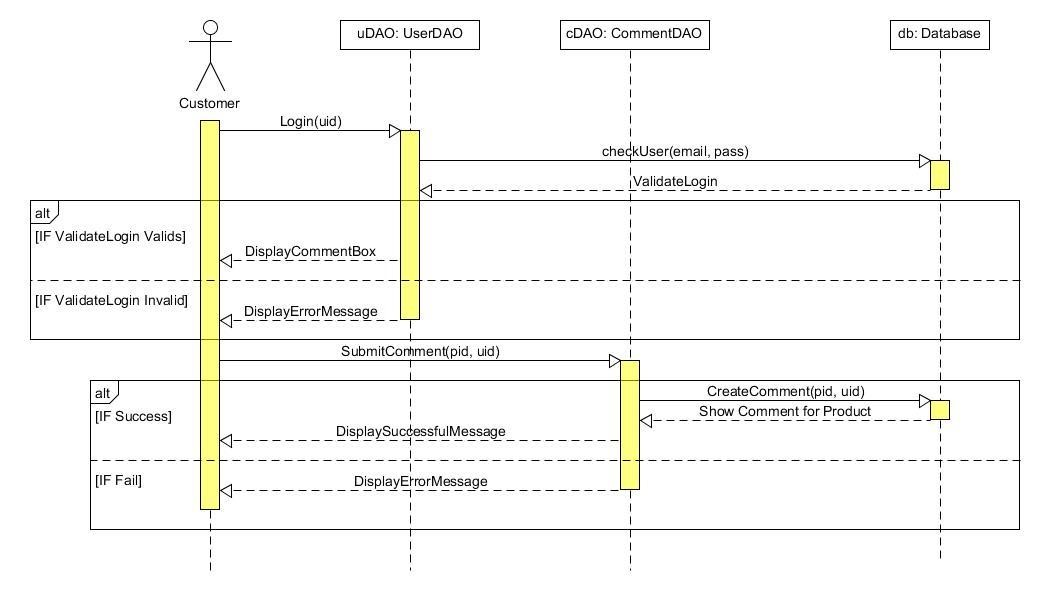 uDAO: UserDAO
cDAO: CommentDAO
db: Database
Customer
Login(uid)
checkUser(email, pass)
ValidateLogin
alt
[IF ValidateLogin Valids]
DisplayCommentBox
[IF ValidateLogin Invalid]
DisplayErrorMessage
SubmitComment(pid, uid)
alt
CreateComment(pid, uid)
[IF Success]
Show Comment for Product
DisplaySuccessfulMessage
[IF Fail]
DisplayErrorMessage